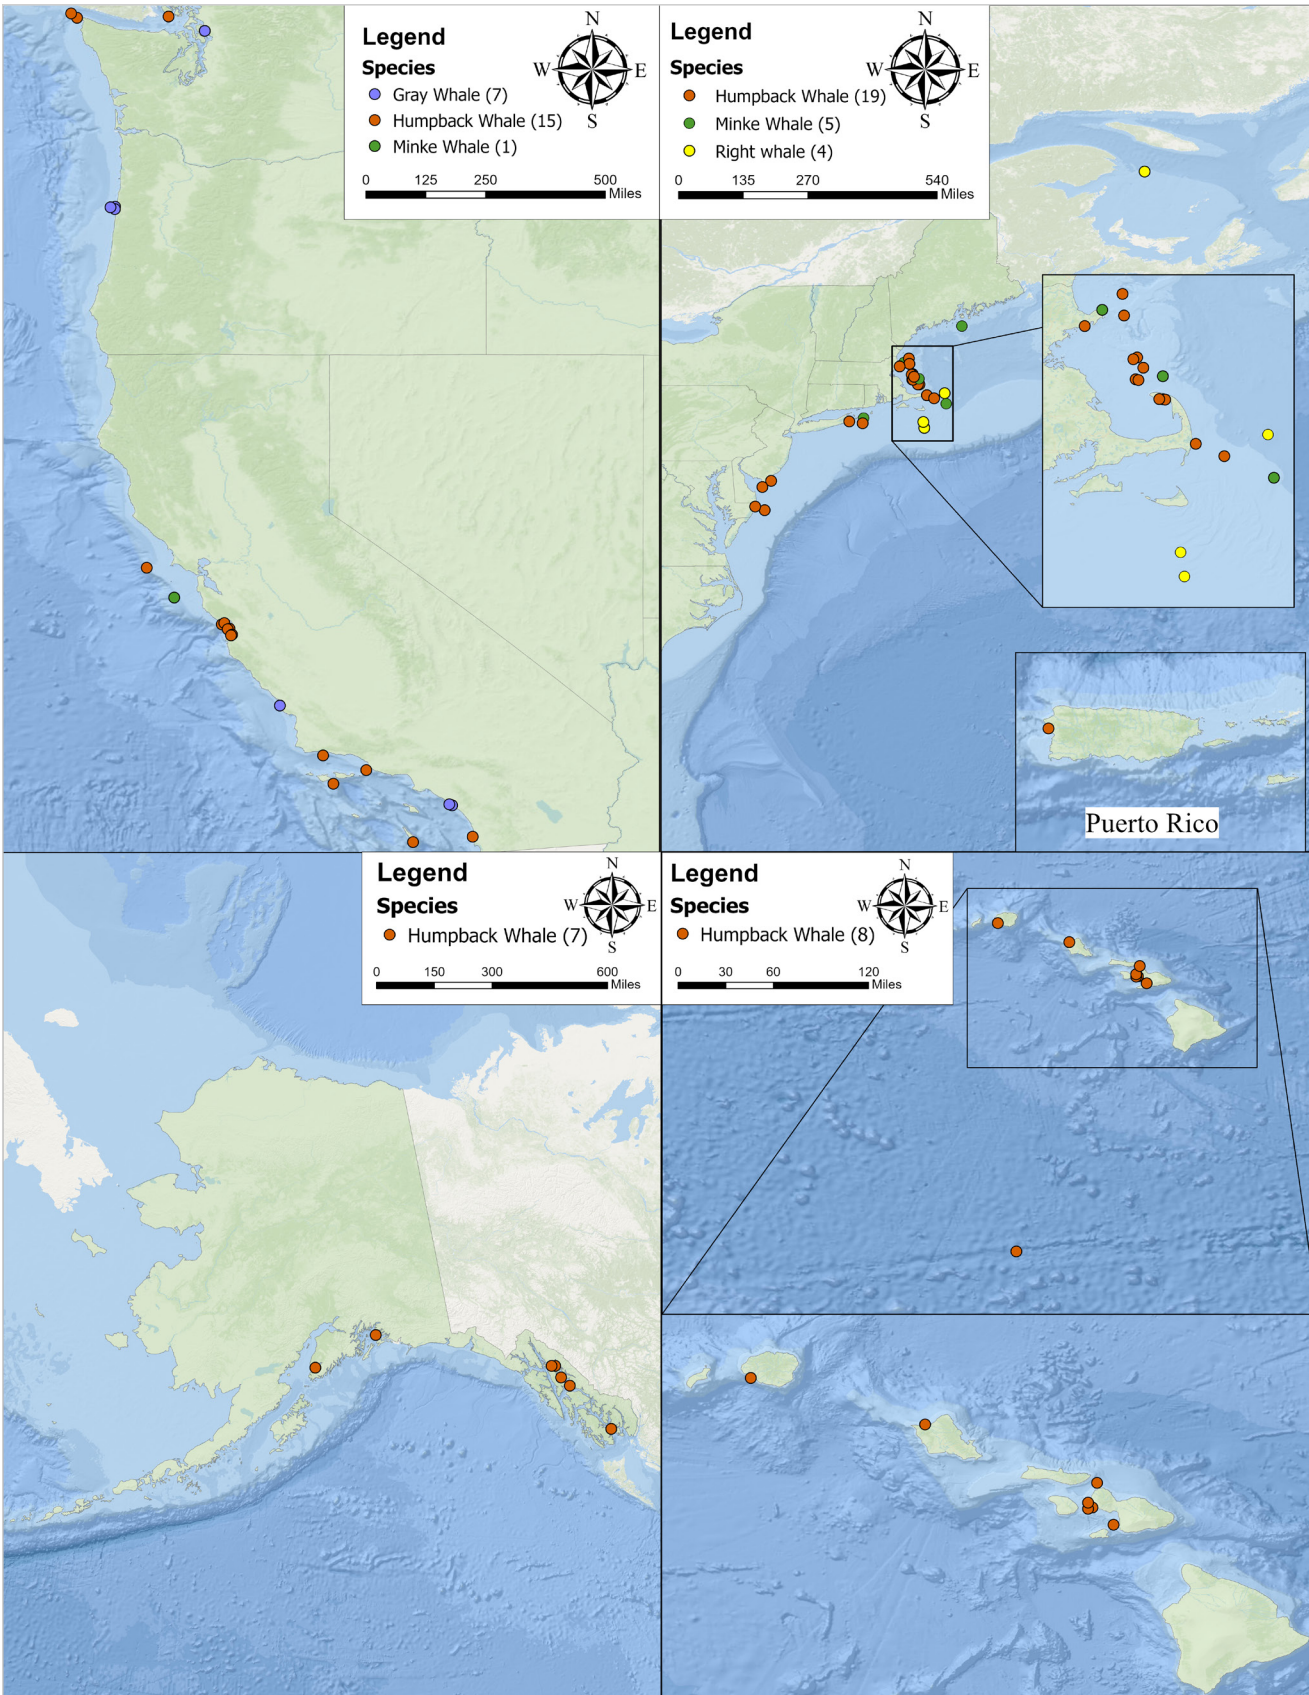 Legend
Species
Gray Whale (7)
Humpback Whale (15)
Minke Whale (1)
0 125 250 500
Miles
N
W E
S
Legend
Species
Humpback Whale (19)
Minke Whale (5)
Right whale (4)
0 135 270 540
Miles
N
W E
S
Puerto Rico
Legend
Species
Humpback Whale (7)
0 150 300 600
Miles
N
W E
S
Legend
Species
Humpback Whale (8)
0 30 60 120
Miles
N
W E
S